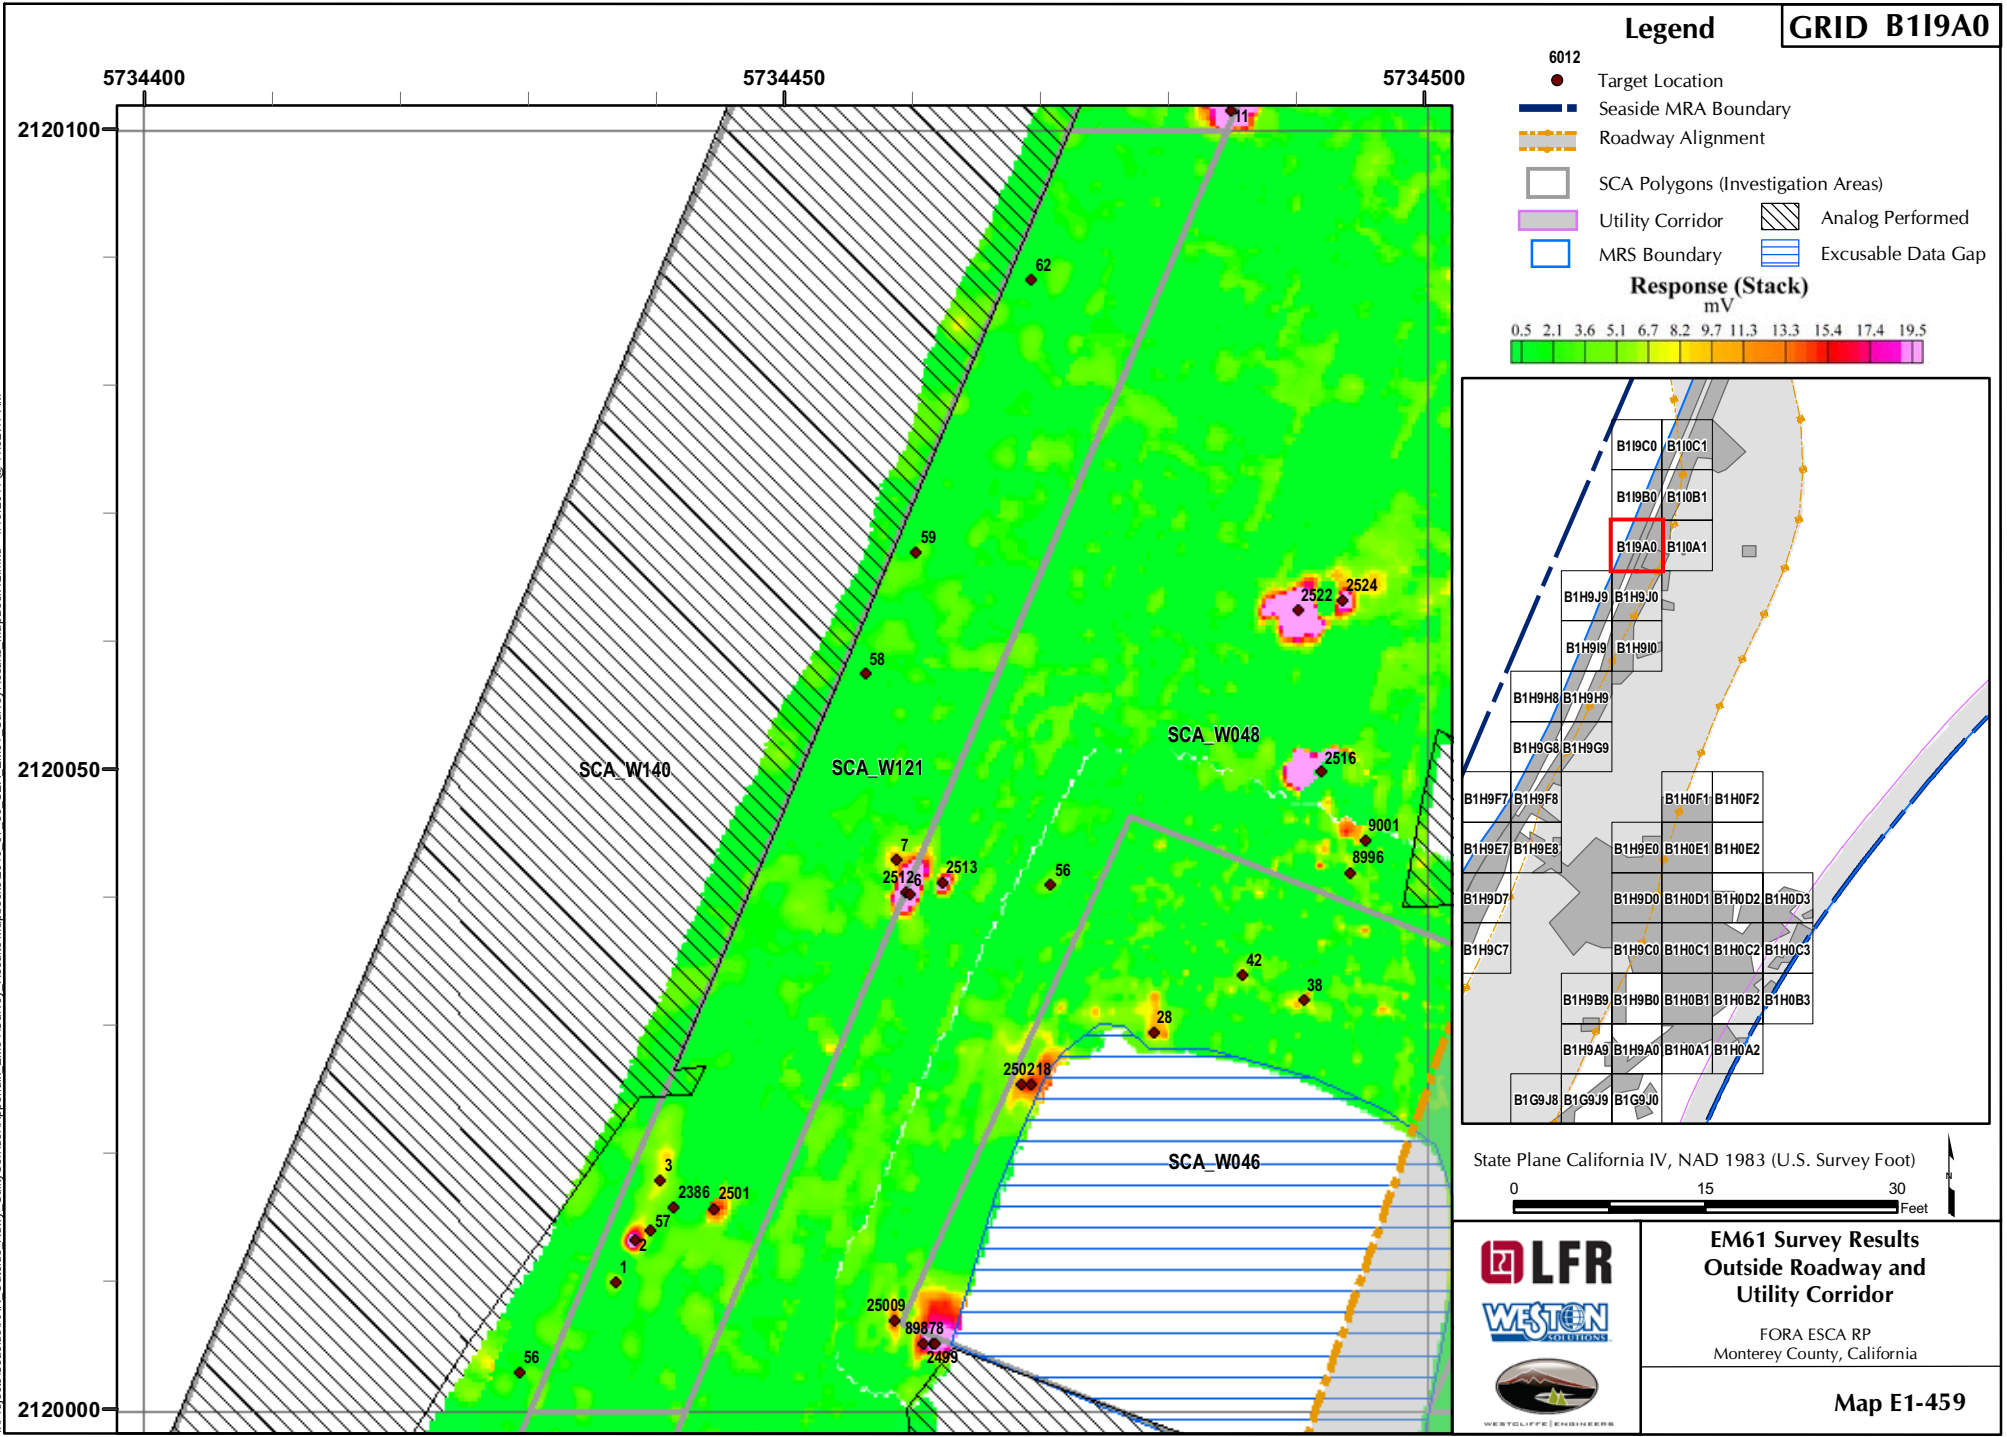 GRID B1I9A0
Legend
6012
Target Location
Seaside MRA Boundary
Roadway Alignment
SCA Polygons (Investigation Areas)
Utility Corridor
Analog Performed
MRS Boundary
Excusable Data Gap
Response (Stack)
mV
0.5 2.1 3.6 5.1 6.7 8.2 9.7 11.3 13.3 15.4 17.4 19.5
5734400 5734450 5734500
2120100
2120050
2120000
11
62
59
58
2524
2522
SCA_W048
SCA_W140
SCA_W121
2516
9001
8996
7
2513
2512
6
56
42
38
28
250218
SCA_W046
3
2386
2501
57
2
1
25009
89878
2499
56
B1I9C0 B1I0C1
B1I9B0 B1I0B1
B1I9A0 B1I0A1
B1H9J9 B1H9J0
B1H9I9 B1H9I0
B1H9H8 B1H9H9
B1H9G8 B1H9G9
B1H9F7 B1H9F8 B1H0F1 B1H0F2
B1H9E7 B1H9E8 B1H9E0 B1H0E1 B1H0E2
B1H9D7 B1H9D0 B1H0D1 B1H0D2 B1H0D3
B1H9C7 B1H9C0 B1H0C1 B1H0C2 B1H0C3
B1H9B9 B1H9B0 B1H0B1 B1H0B2 B1H0B3
B1H9A9 B1H9A0 B1H0A1 B1H0A2
B1G9J8 B1G9J9 B1G9J0
State Plane California IV, NAD 1983 (U.S. Survey Foot)
N
0 15 30
Feet
LFR
WESTON
SOLUTIONS
WESTCLIFFE ENGINEERS
EM61 Survey Results
Outside Roadway and
Utility Corridor
FORA ESCA RP
Monterey County, California
Map E1-459